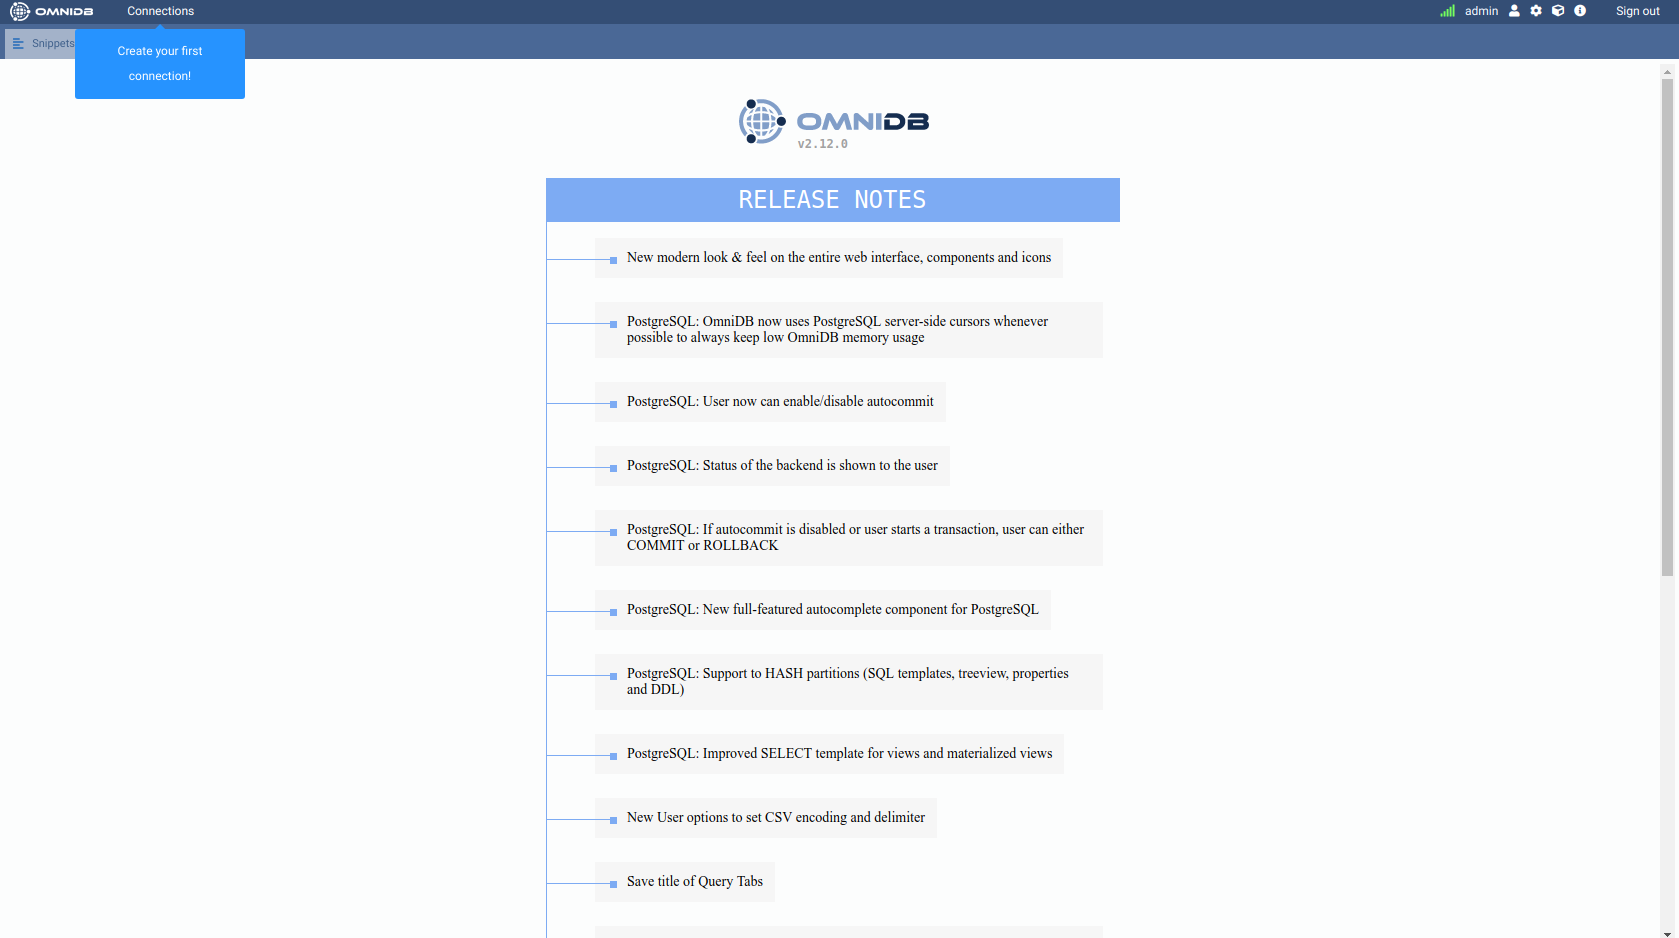 OMNIDB
Connections
admin
Sign out
Snippets
Create your first
connection!
OMNIDB
v2.12.0
RELEASE NOTES
New modern look & feel on the entire web interface, components and icons
PostgreSQL: OmniDB now uses PostgreSQL server-side cursors whenever
possible to always keep low OmniDB memory usage
PostgreSQL: User now can enable/disable autocommit
PostgreSQL: Status of the backend is shown to the user
PostgreSQL: If autocommit is disabled or user starts a transaction, user can either
COMMIT or ROLLBACK
PostgreSQL: New full-featured autocomplete component for PostgreSQL
PostgreSQL: Support to HASH partitions (SQL templates, treeview, properties
and DDL)
PostgreSQL: Improved SELECT template for views and materialized views
New User options to set CSV encoding and delimiter
Save title of Query Tabs